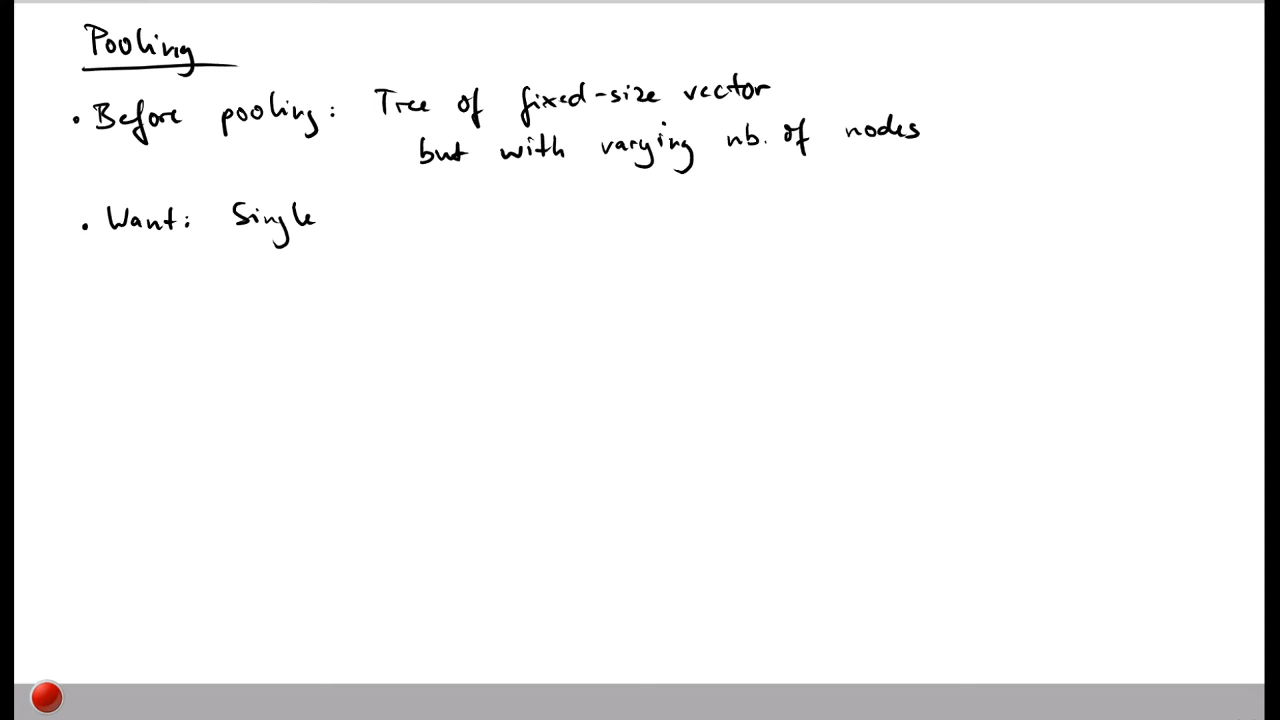 Pooling
• Before pooling: Tree of fixed-size vector
but with varying nb. of nodes
• Want: Single